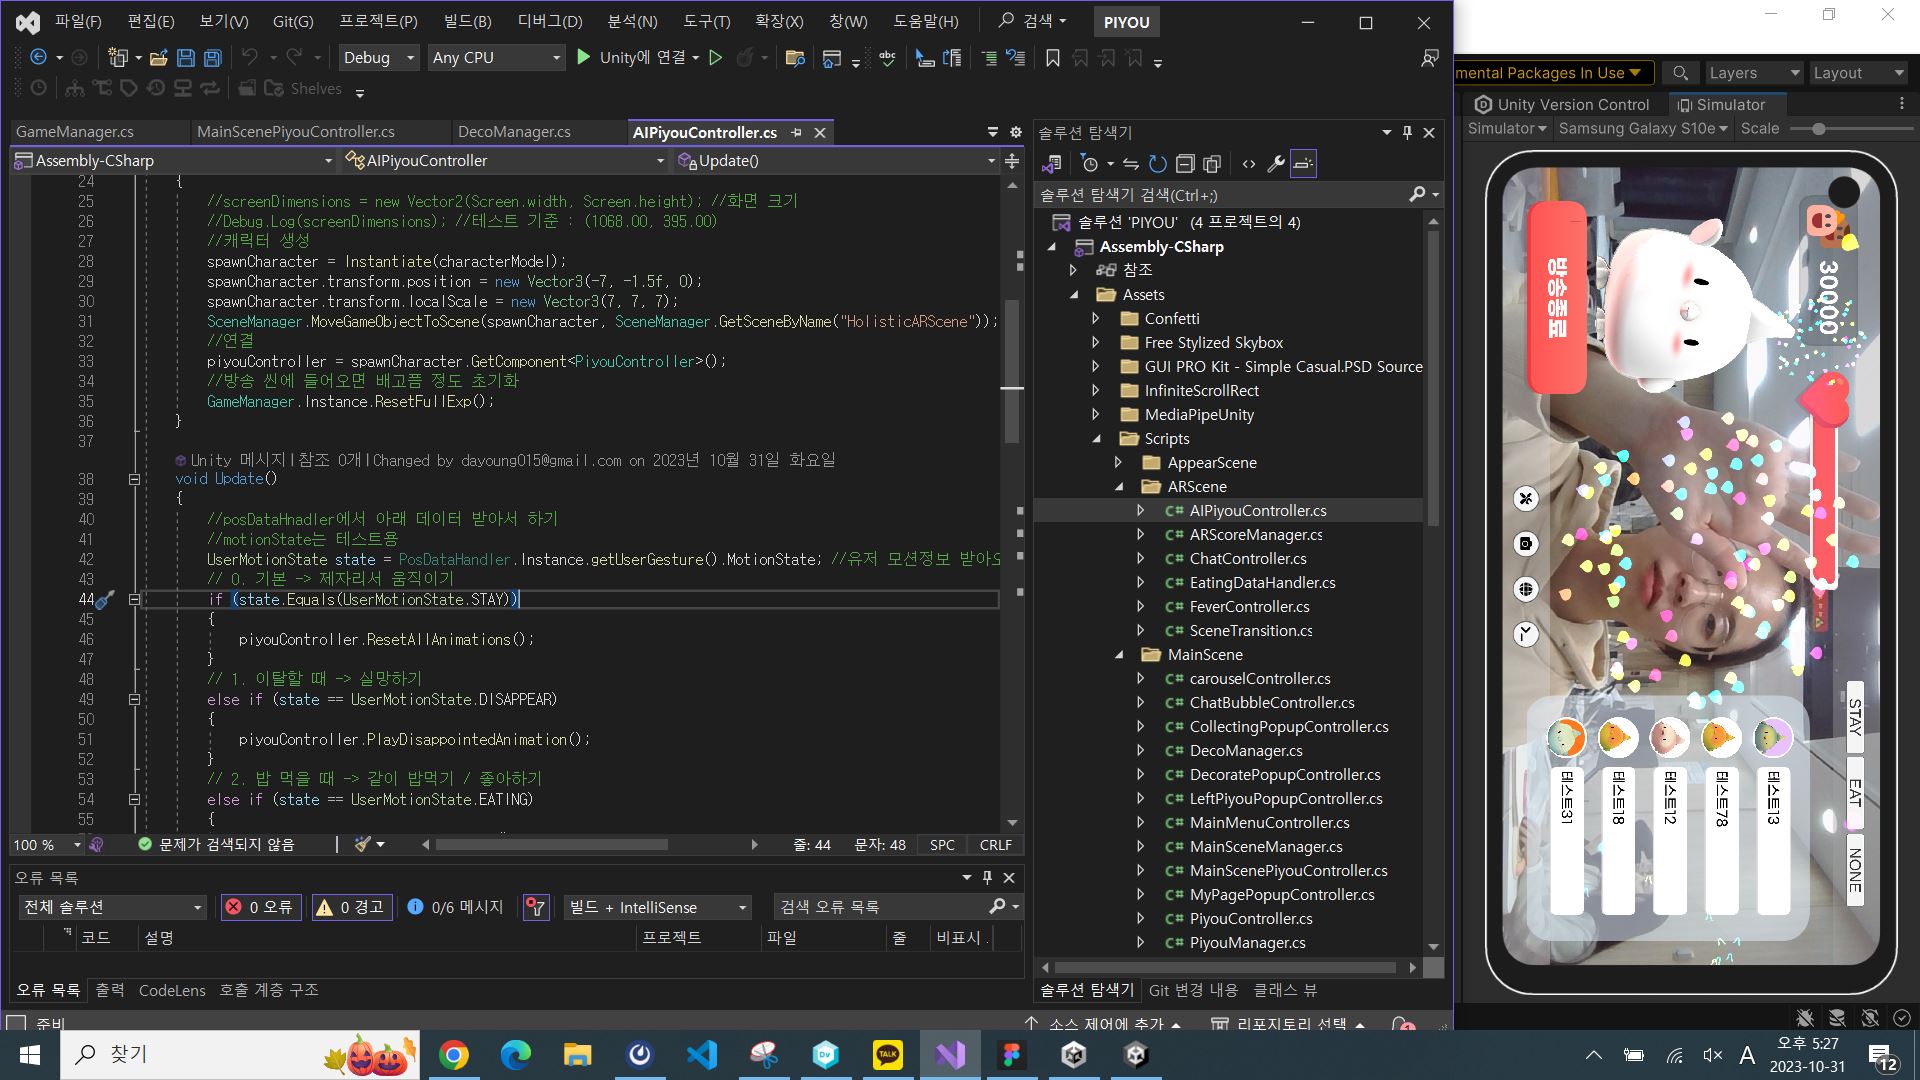 파일(F) 편집(E) 보기(V) Git(G) 프로젝트(P) 빌드(B) 디버그(D) 분석(N) 도구(T) 확장(X) 창(W) 도움말(H) 검색 PIYOU
Debug Any CPU Unity에 연결
Shelves
GameManager.cs MainScenePiyouController.cs DecoManager.cs AIPiyouController.cs
Assembly-CSharp AIPiyouController Update()
24 {
25 //screenDimensions = new Vector2(Screen.width, Screen.height); //화면 크기
26 //Debug.Log(screenDimensions); //테스트 기준 : (1068.00, 395.00)
27 //캐릭터 생성
28 spawnCharacter = Instantiate(characterModel);
29 spawnCharacter.transform.position = new Vector3(-7, -1.5f, 0);
30 spawnCharacter.transform.localScale = new Vector3(7, 7, 7);
31 SceneManager.MoveGameObjectToScene(spawnCharacter, SceneManager.GetSceneByName("HolisticARScene"));
32 //연결
33 piyouController = spawnCharacter.GetComponent<PiyouController>();
34 //방송 씬에 들어오면 배고픔 정도 초기화
35 GameManager.Instance.ResetFullExp();
36 }
37
Unity 메시지|참조 0개|Changed by dayoung015@gmail.com on 2023년 10월 31일 화요일
38 void Update()
39 {
40 //posDataHnadler에서 아래 데이터 받아서 하기
41 //motionState는 테스트용
42 UserMotionState state = PosDataHandler.Instance.getUserGesture().MotionState; //유저 모션정보 받아오
43 // 0. 기본 -> 제자리서 움직이기
44 if (state.Equals(UserMotionState.STAY))
45 {
46 piyouController.ResetAllAnimations();
47 }
48 // 1. 이탈할 때 -> 실망하기
49 else if (state == UserMotionState.DISAPPEAR)
50 {
51 piyouController.PlayDisappointedAnimation();
52 }
53 // 2. 밥 먹을 때 -> 같이 밥먹기 / 좋아하기
54 else if (state == UserMotionState.EATING)
55 {
100 % 문제가 검색되지 않음 줄: 44 문자: 48 SPC CRLF
오류 목록
전체 솔루션 0 오류 0 경고 0/6 메시지 빌드 + IntelliSense 검색 오류 목록
코드 설명 프로젝트 파일 줄 비표시
오류 목록 출력 CodeLens 호출 계층 구조
준비 소스 제어에 추가 리포지토리 선택 1
솔루션 탐색기
솔루션 탐색기 검색(Ctrl+;)
솔루션 'PIYOU' (4 프로젝트의 4)
Assembly-CSharp
참조
Assets
Confetti
Free Stylized Skybox
GUI PRO Kit - Simple Casual.PSD Source
InfiniteScrollRect
MediaPipeUnity
Scripts
AppearScene
ARScene
C# AIPiyouController.cs
C# ARScoreManager.cs
C# ChatController.cs
C# EatingDataHandler.cs
C# FeverController.cs
C# SceneTransition.cs
MainScene
C# carouselController.cs
C# ChatBubbleController.cs
C# CollectingPopupController.cs
C# DecoManager.cs
C# DecoratePopupController.cs
C# LeftPiyouPopupController.cs
C# MainMenuController.cs
C# MainSceneManager.cs
C# MainScenePiyouController.cs
C# MyPagePopupController.cs
C# PiyouController.cs
C# PiyouManager.cs
솔루션 탐색기 Git 변경 내용 클래스 뷰
mental Packages In Use Layers Layout
Unity Version Control Simulator
Simulator Samsung Galaxy S10e Scale
방송종료
30000
STAY
EAT
NONE
테스트31
테스트18
테스트12
테스트78
테스트13
찾기 TALK Dv A 오후 5:27
2023-10-31 12